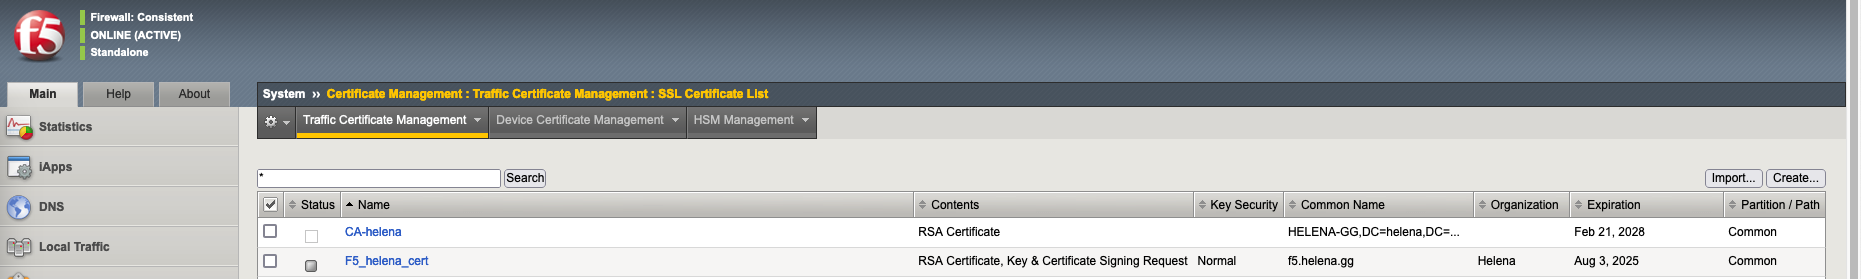 f5
Firewall: Consistent
ONLINE (ACTIVE)
Standalone
Main Help About
System ›› Certificate Management : Traffic Certificate Management : SSL Certificate List
Statistics
Traffic Certificate Management Device Certificate Management HSM Management
iApps
* Search Import... Create...
DNS
Status Name Contents Key Security Common Name Organization Expiration Partition / Path
Local Traffic
CA-helena RSA Certificate HELENA-GG,DC=helena,DC=... Feb 21, 2028 Common
F5_helena_cert RSA Certificate, Key & Certificate Signing Request Normal f5.helena.gg Helena Aug 3, 2025 Common